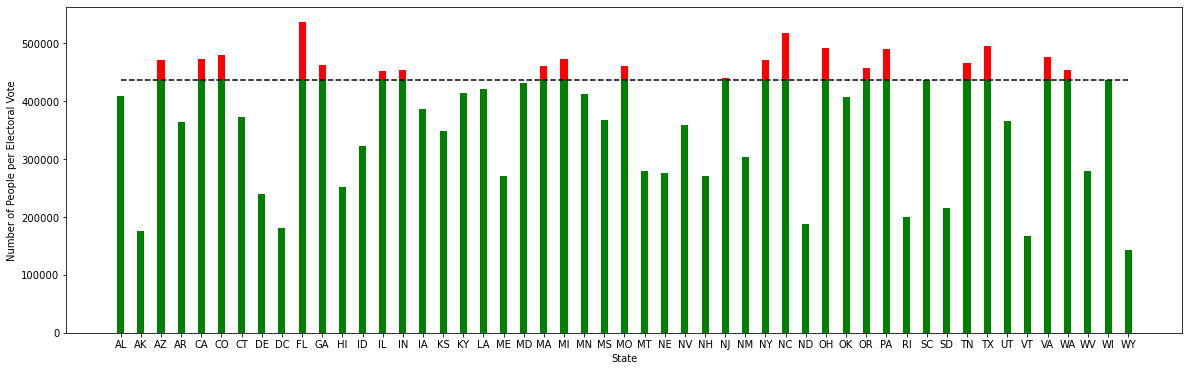 Number of People per Electoral Vote
500000
400000
300000
200000
100000
0
AL AK AZ AR CA CO CT DE DC FL GA HI ID IL IN IA KS KY LA ME MD MA MI MN MS MO MT NE NV NH NJ NM NY NC ND OH OK OR PA RI SC SD TN TX UT VT VA WA WV WI WY
State